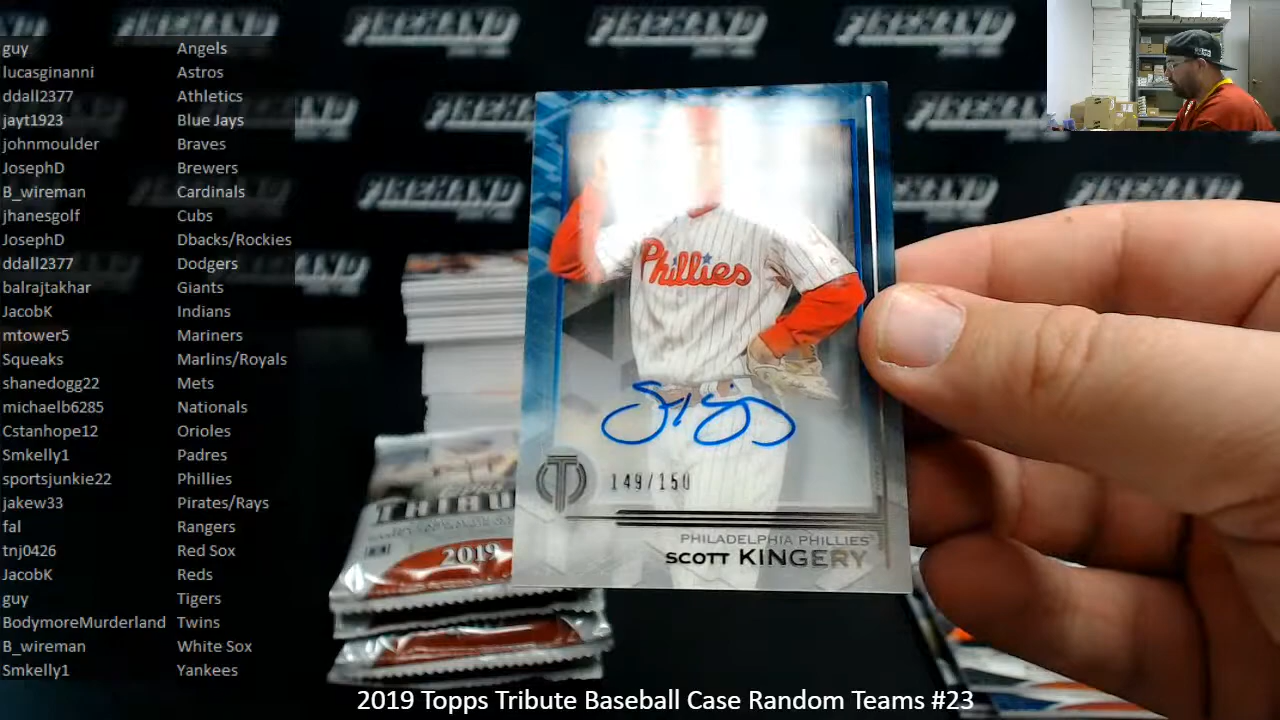 FIREHAND
guy Angels
lucasginanni Astros
ddall2377 Athletics
jayt1923 Blue Jays
johnmoulder Braves
JosephD Brewers
B_wireman Cardinals
jhanesgolf Cubs
JosephD Dbacks/Rockies
ddall2377 Dodgers
balrajtakhar Giants
JacobK Indians
mtower5 Mariners
Squeaks Marlins/Royals
shanedogg22 Mets
michaelb6285 Nationals
Cstanhope12 Orioles
Smkelly1 Padres
sportsjunkie22 Phillies
jakew33 Pirates/Rays
fal Rangers
tnj0426 Red Sox
JacobK Reds
guy Tigers
BodymoreMurderland Twins
B_wireman White Sox
Smkelly1 Yankees
Phillies
149/150
PHILADELPHIA PHILLIES
SCOTT KINGERY
2019
2019 Topps Tribute Baseball Case Random Teams #23